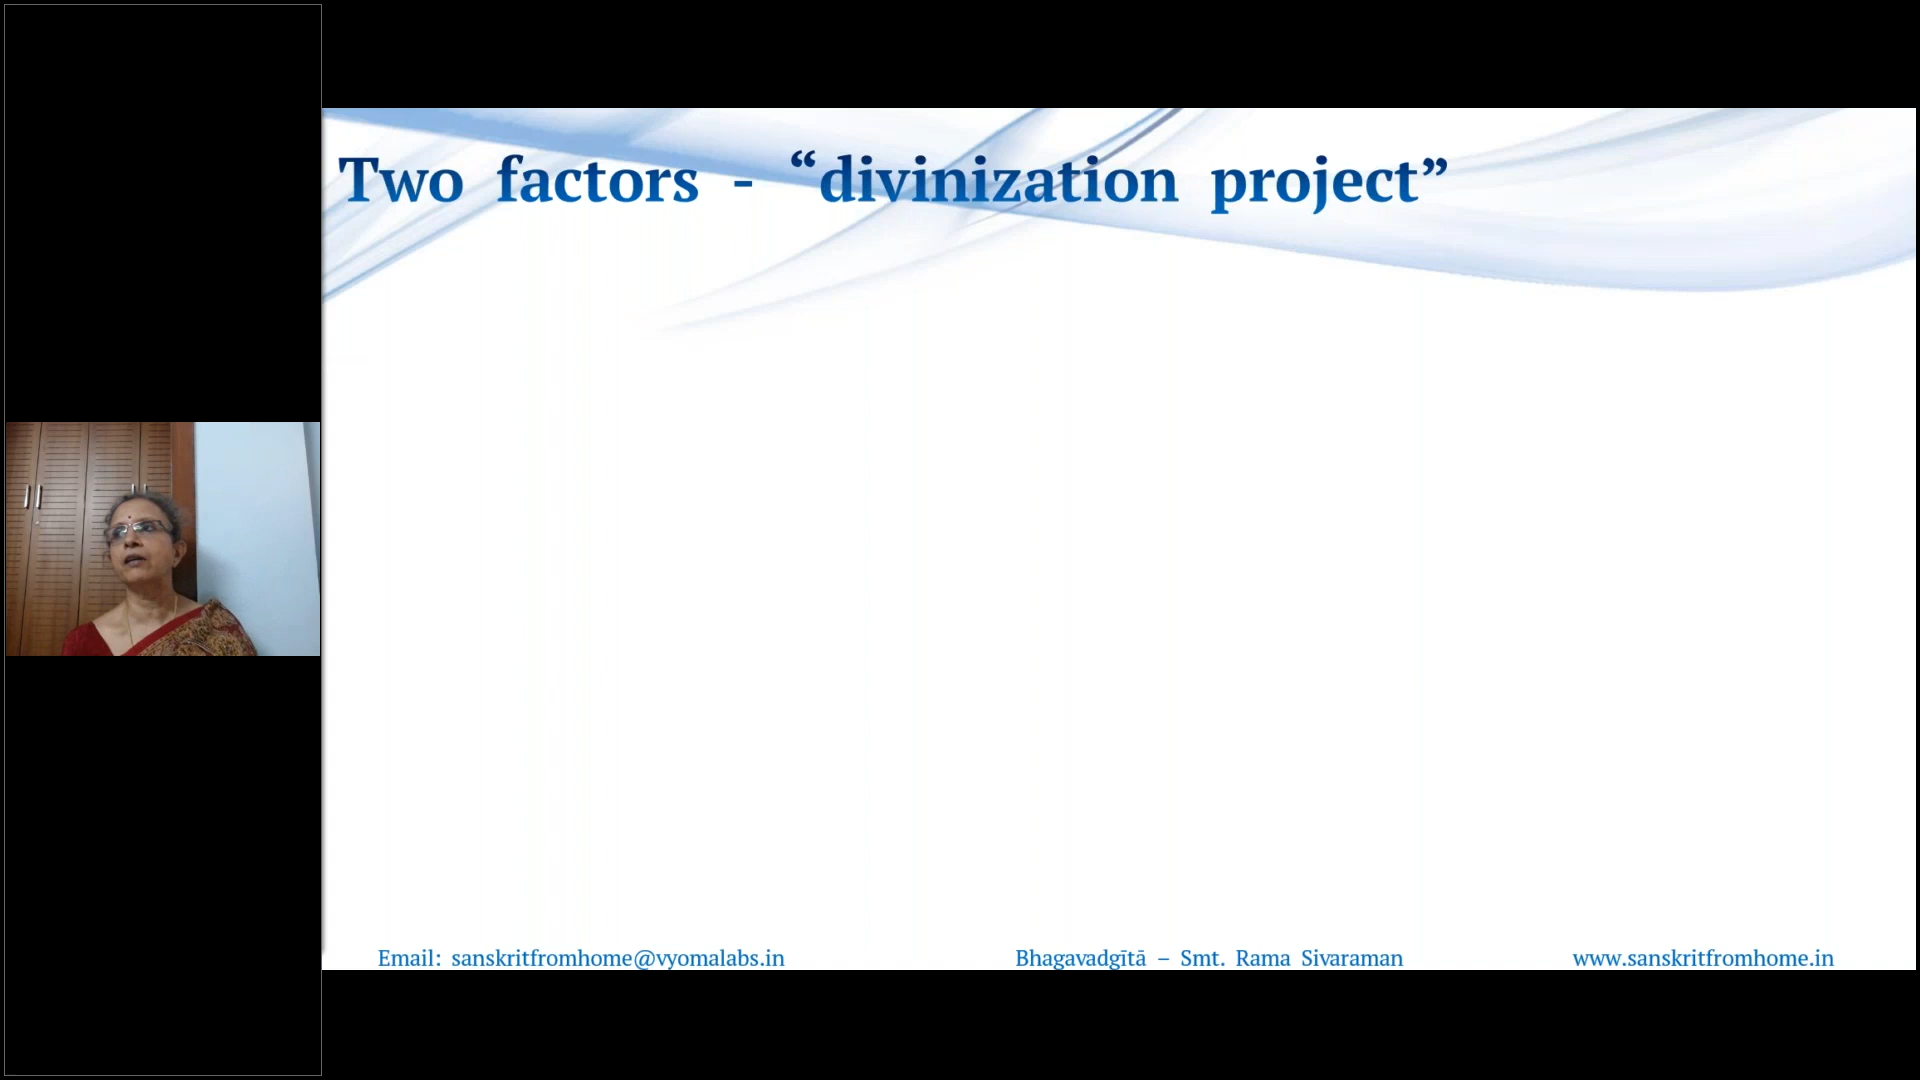 Two factors - “divinization project”
Email: sanskritfromhome@vyomalabs.in
Bhagavadgītā – Smt. Rama Sivaraman
www.sanskritfromhome.in